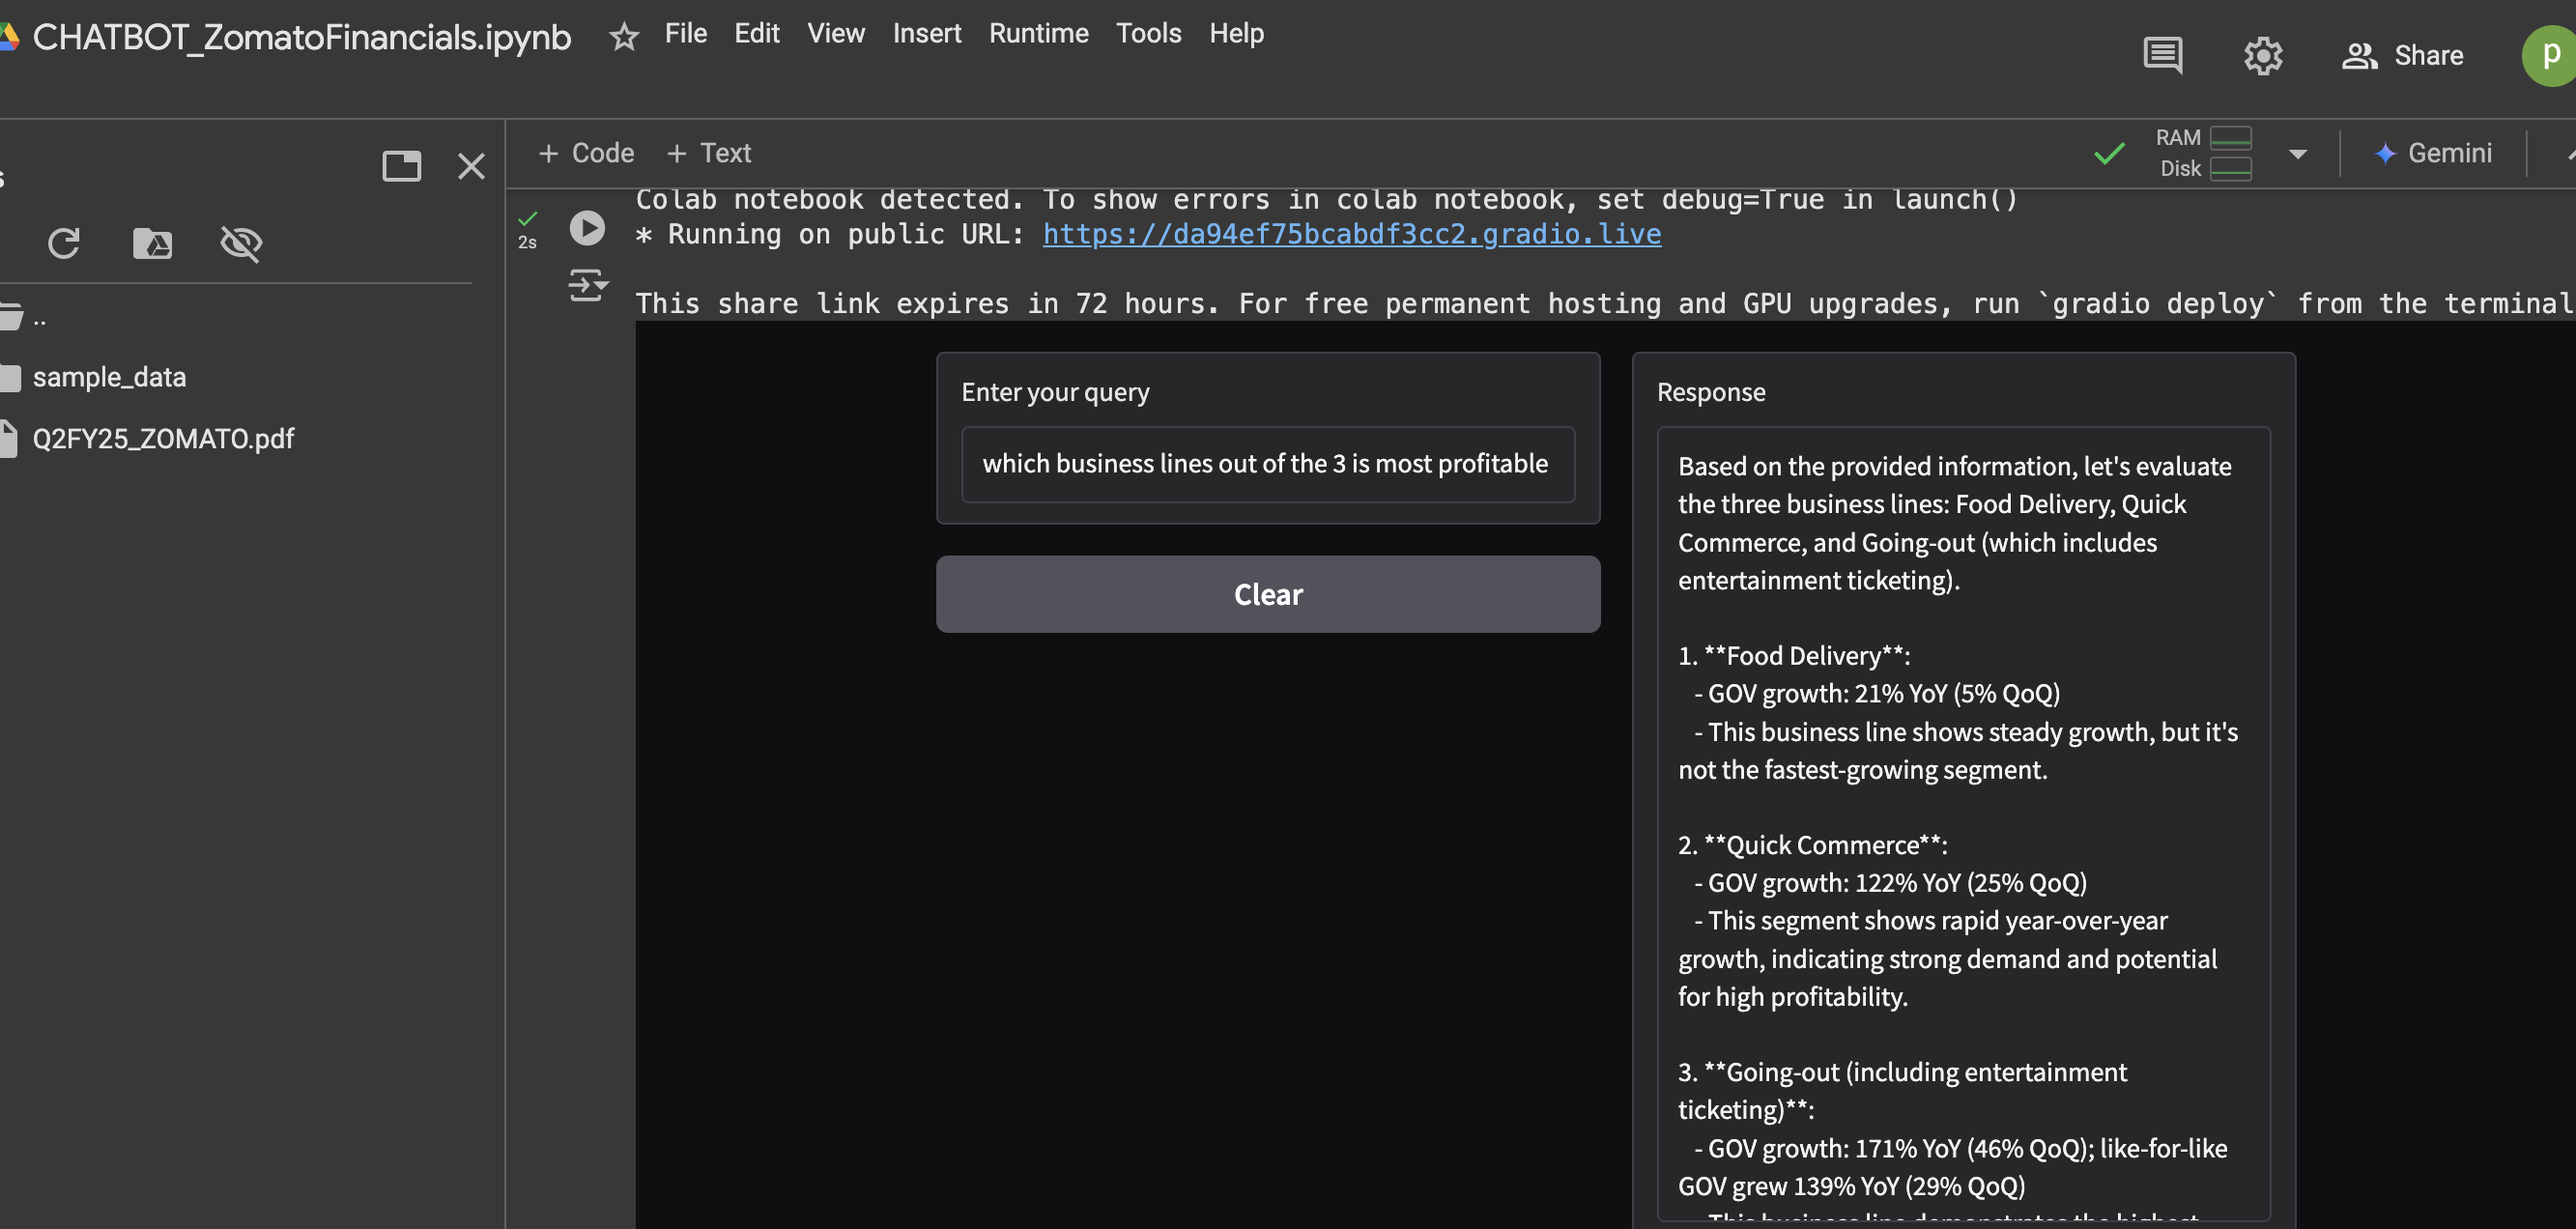 CHATBOT_ZomatoFinancials.ipynb
File Edit View Insert Runtime Tools Help
Share
p
s
+ Code + Text
RAM
Disk
Gemini
Colab notebook detected. To show errors in colab notebook, set debug=True in launch()
2s
* Running on public URL: https://da94ef75bcabdf3cc2.gradio.live
This share link expires in 72 hours. For free permanent hosting and GPU upgrades, run `gradio deploy` from the terminal
..
sample_data
Q2FY25_ZOMATO.pdf
Enter your query
which business lines out of the 3 is most profitable
Clear
Response
Based on the provided information, let's evaluate
the three business lines: Food Delivery, Quick
Commerce, and Going-out (which includes
entertainment ticketing).
1. **Food Delivery**:
- GOV growth: 21% YoY (5% QoQ)
- This business line shows steady growth, but it's
not the fastest-growing segment.
2. **Quick Commerce**:
- GOV growth: 122% YoY (25% QoQ)
- This segment shows rapid year-over-year
growth, indicating strong demand and potential
for high profitability.
3. **Going-out (including entertainment
ticketing)**:
- GOV growth: 171% YoY (46% QoQ); like-for-like
GOV grew 139% YoY (29% QoQ)
- This business line demonstrates the highest